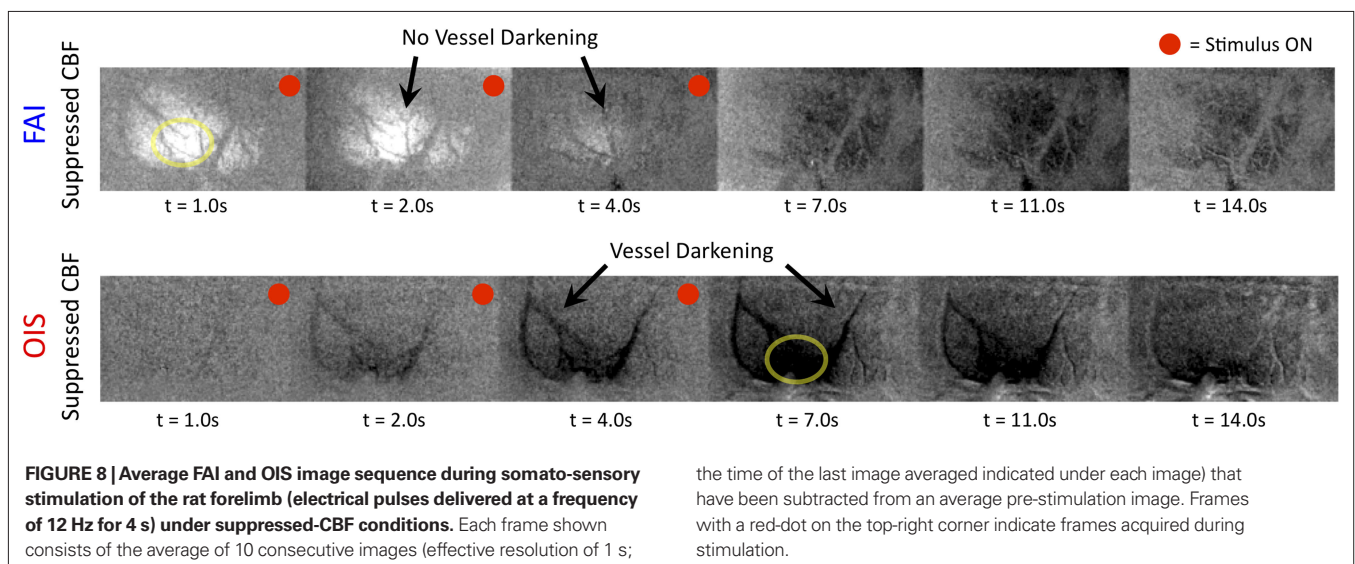 No Vessel Darkening
= Stimulus ON
FAI
Suppressed CBF
t = 1.0s
t = 2.0s
t = 4.0s
t = 7.0s
t = 11.0s
t = 14.0s
Vessel Darkening
OIS
Suppressed CBF
t = 1.0s
t = 2.0s
t = 4.0s
t = 7.0s
t = 11.0s
t = 14.0s
FIGURE 8 | Average FAI and OIS image sequence during somato-sensory
stimulation of the rat forelimb (electrical pulses delivered at a frequency
of 12 Hz for 4 s) under suppressed-CBF conditions. Each frame shown
consists of the average of 10 consecutive images (effective resolution of 1 s;
the time of the last image averaged indicated under each image) that
have been subtracted from an average pre-stimulation image. Frames
with a red-dot on the top-right corner indicate frames acquired during
stimulation.